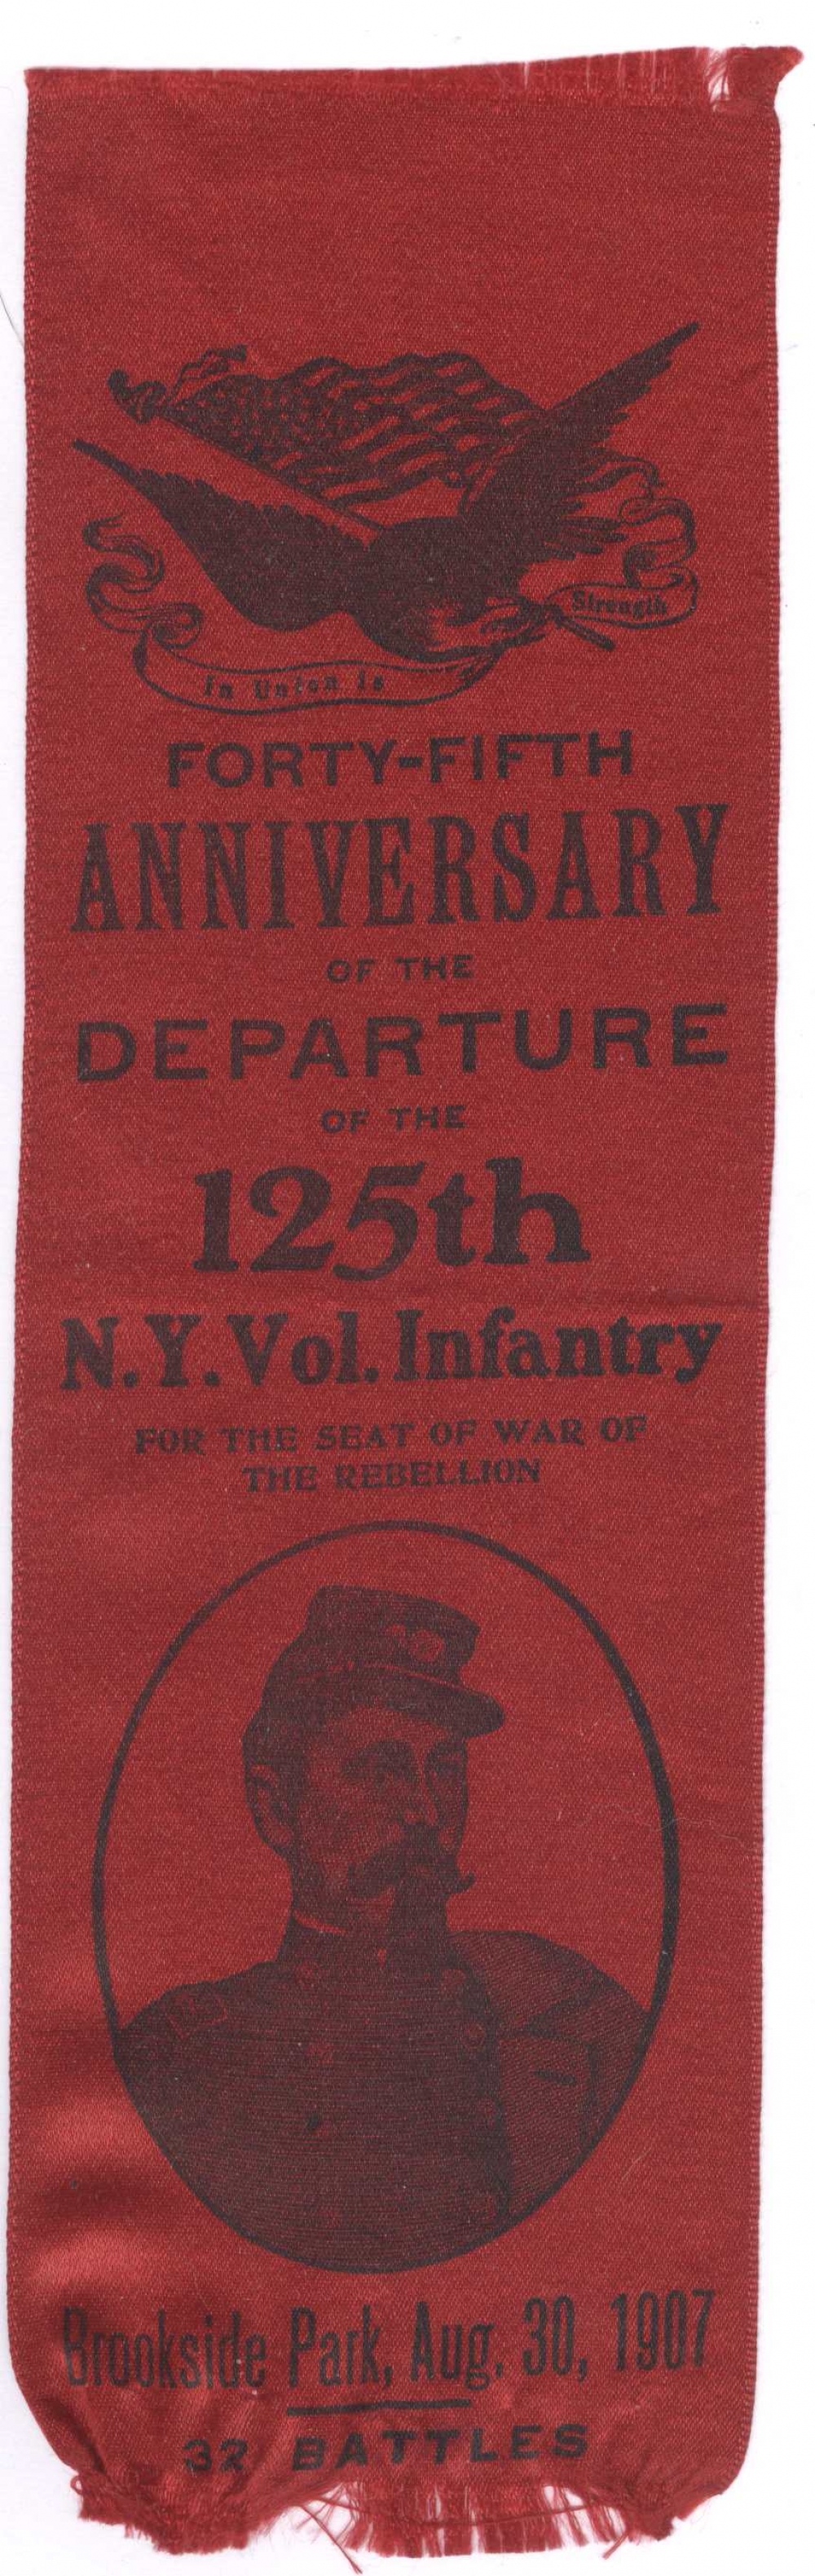 In Union is
Strength
FORTY-FIFTH
ANNIVERSARY
OF THE
DEPARTURE
OF THE
125th
N.Y. Vol. Infantry
FOR THE SEAT OF WAR OF
THE REBELLION
Brookside Park, Aug. 30, 1907
32 BATTLES